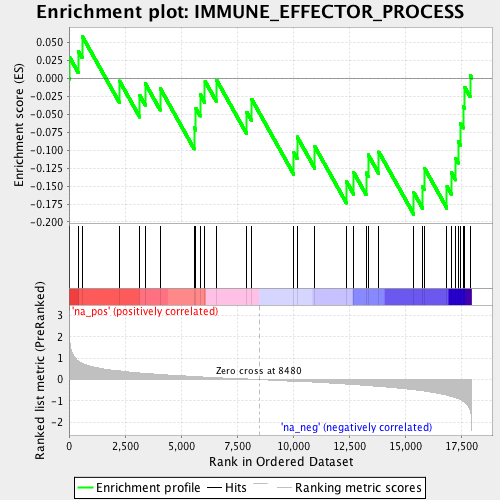 Enrichment plot: IMMUNE_EFFECTOR_PROCESS
Enrichment score (ES)
0.050
0.025
0.000
-0.025
-0.050
-0.075
-0.100
-0.125
-0.150
-0.175
-0.200
'na_pos' (positively correlated)
Ranked list metric (PreRanked)
3
2
1
0
-1
-2
Zero cross at 8480
'na_neg' (negatively correlated)
0
2,500
5,000
7,500
10,000
12,500
15,000
17,500
Rank in Ordered Dataset
Enrichment profile
Hits
Ranking metric scores